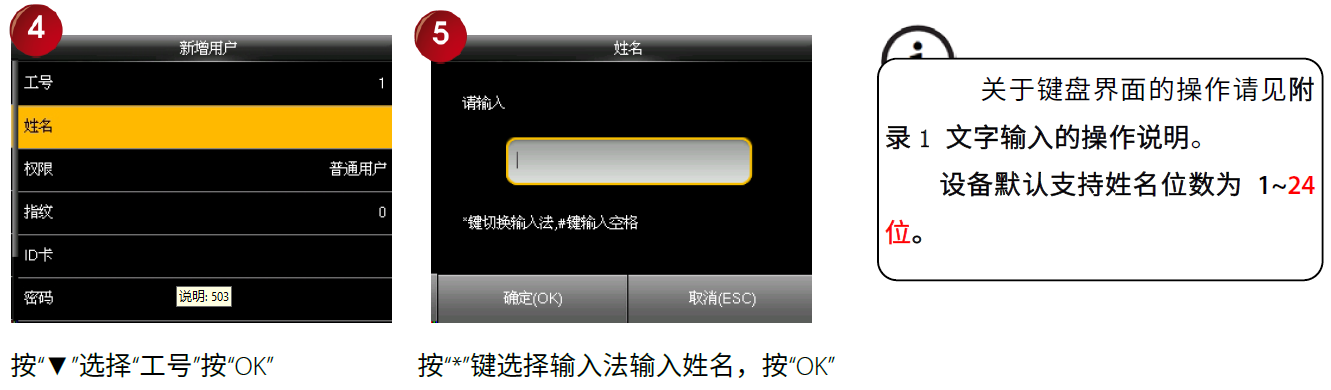 4
新增用户
工号 1
姓名
权限 普通用户
指纹 0
ID卡
密码
说明: 503
按“▼”选择“工号”按“OK”
5
姓名
请输入
*键切换输入法,#键输入空格
确定(OK) 取消(ESC)
按“*”键选择输入法输入姓名，按“OK”
关于键盘界面的操作请见附
录 1 文字输入的操作说明。
设备默认支持姓名位数为 1~24
位。